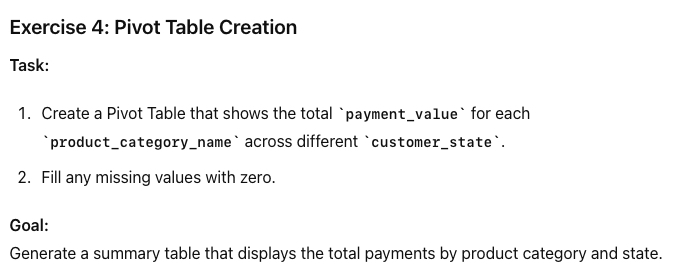 Exercise 4: Pivot Table Creation
Task:
1. Create a Pivot Table that shows the total `payment_value` for each
`product_category_name` across different `customer_state`.
2. Fill any missing values with zero.
Goal:
Generate a summary table that displays the total payments by product category and state.